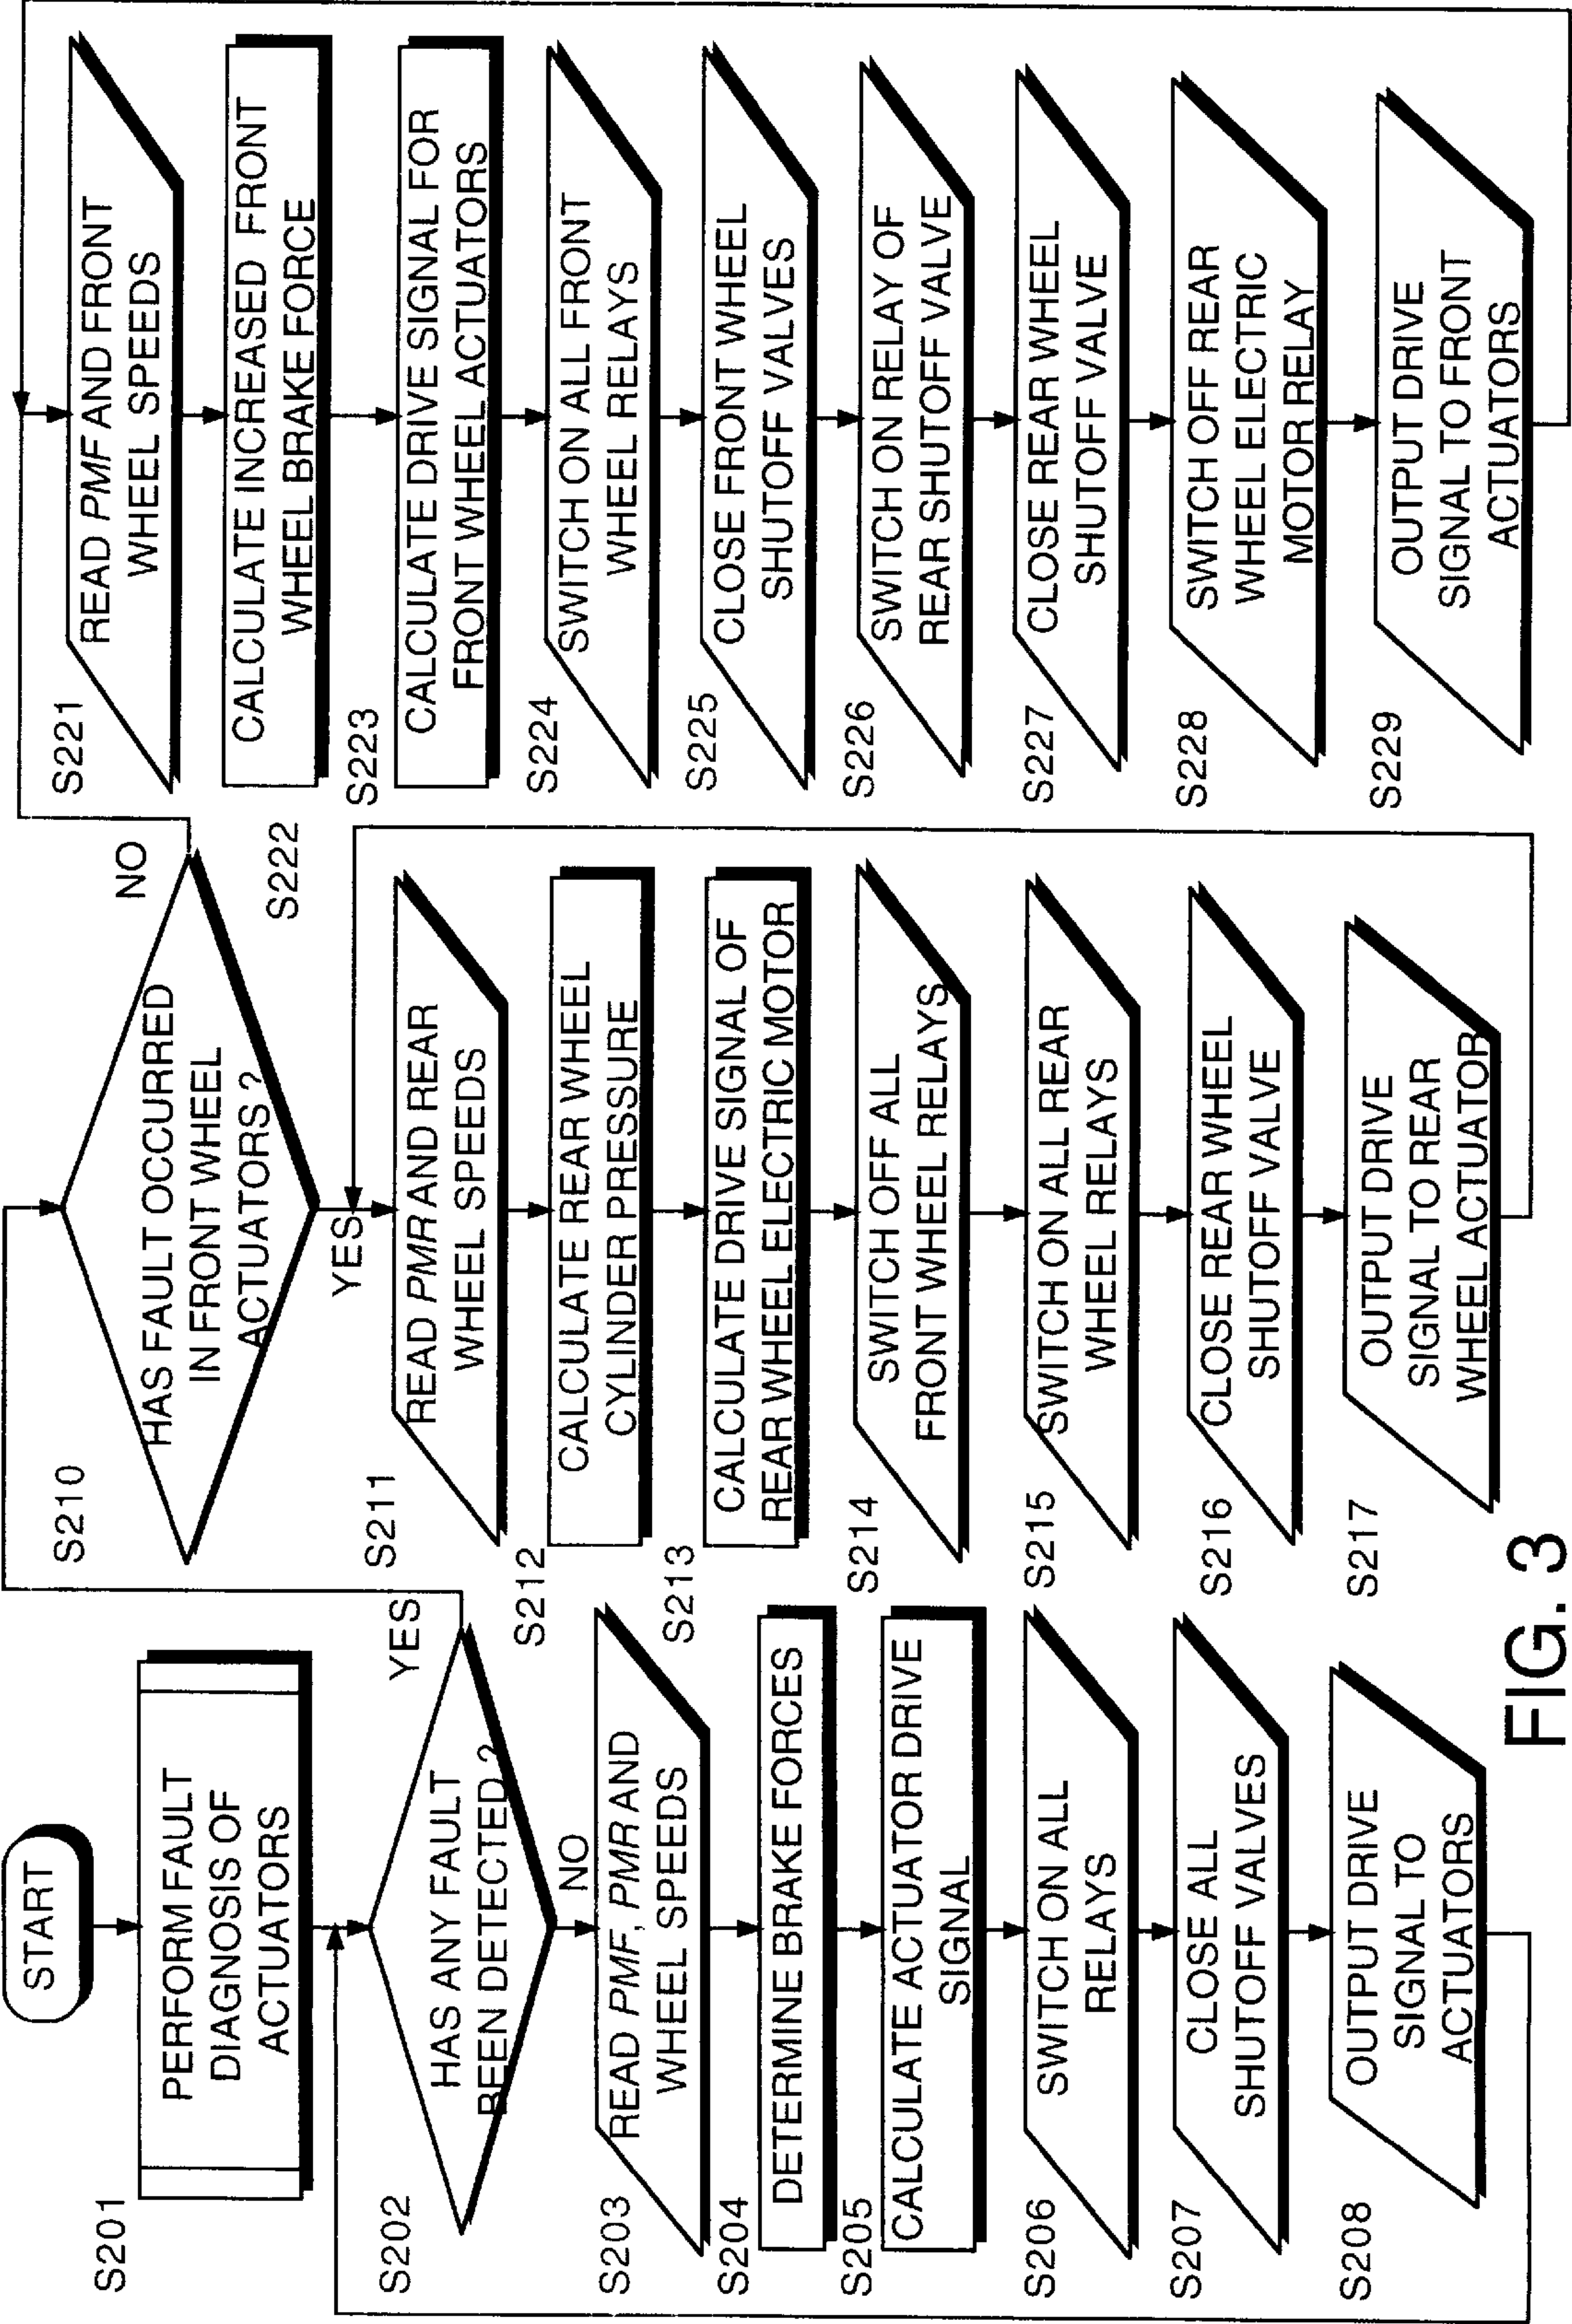 START
S201
PERFORM FAULT
DIAGNOSIS OF
ACTUATORS
S202
HAS ANY FAULT
BEEN DETECTED ?
YES
NO
S203
READ PMF, PMR AND
WHEEL SPEEDS
S204
DETERMINE BRAKE FORCES
S205
CALCULATE ACTUATOR DRIVE
SIGNAL
S206
SWITCH ON ALL
RELAYS
S207
CLOSE ALL
SHUTOFF VALVES
S208
OUTPUT DRIVE
SIGNAL TO
ACTUATORS
S210
HAS FAULT OCCURRED
IN FRONT WHEEL
ACTUATORS ?
NO
YES
S211
READ PMR AND REAR
WHEEL SPEEDS
S212
CALCULATE REAR WHEEL
CYLINDER PRESSURE
S213
CALCULATE DRIVE SIGNAL OF
REAR WHEEL ELECTRIC MOTOR
S214
SWITCH OFF ALL
FRONT WHEEL RELAYS
S215
SWITCH ON ALL REAR
WHEEL RELAYS
S216
CLOSE REAR WHEEL
SHUTOFF VALVE
S217
OUTPUT DRIVE
SIGNAL TO REAR
WHEEL ACTUATOR
S221
READ PMF AND FRONT
WHEEL SPEEDS
S222
CALCULATE INCREASED FRONT
WHEEL BRAKE FORCE
S223
CALCULATE DRIVE SIGNAL FOR
FRONT WHEEL ACTUATORS
S224
SWITCH ON ALL FRONT
WHEEL RELAYS
S225
CLOSE FRONT WHEEL
SHUTOFF VALVES
S226
SWITCH ON RELAY OF
REAR SHUTOFF VALVE
S227
CLOSE REAR WHEEL
SHUTOFF VALVE
S228
SWITCH OFF REAR
WHEEL ELECTRIC
MOTOR RELAY
S229
OUTPUT DRIVE
SIGNAL TO FRONT
ACTUATORS
FIG. 3